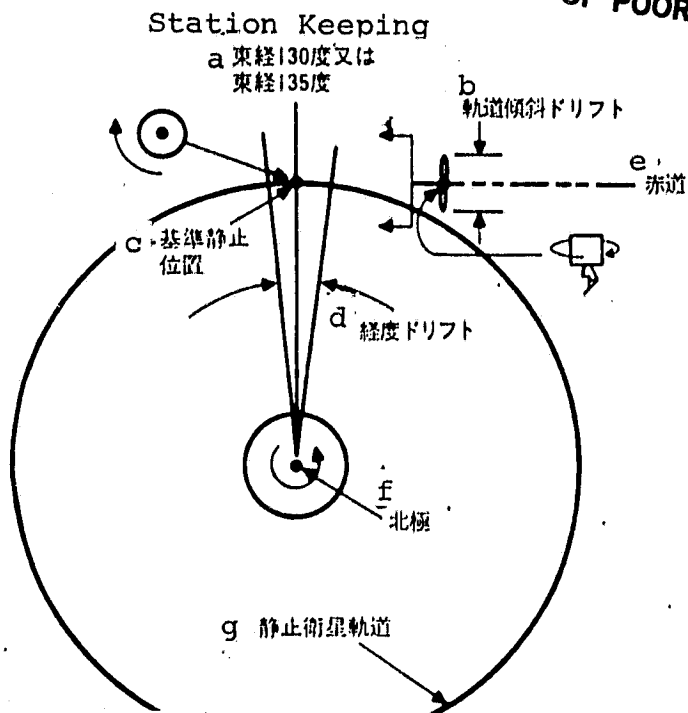 OF POOR
Station Keeping
a 東経130度又は
東経135度
b
軌道傾斜ドリフト
e 赤道
c 基準静止
位置
d 経度ドリフト
f
北極
g 静止衛星軌道